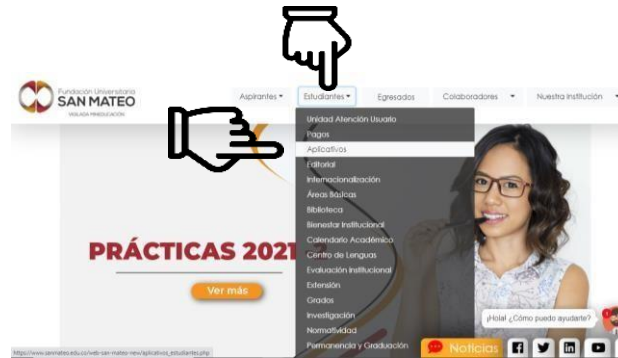 Fundación Universitaria
SAN MATEO
VIGILADA MINEDUCACIÓN
Aspirantes
Estudiantes
Egresados
Colaboradores
Nuestra Institución
Unidad Atención Usuario
Pagos
Aplicativos
Editorial
Internacionalización
Áreas Básicas
Biblioteca
Bienestar Institucional
Calendario Académico
Centro de Lenguas
Evaluación Institucional
Extensión
Grados
Investigación
Normatividad
Permanencia y Graduación
PRÁCTICAS 2021
Ver más
¡Hola! ¿Cómo puedo ayudarte?
Noticias
https://www.sanmateo.edu.co/web-san-mateo-new/aplicativos_estudiantes.php